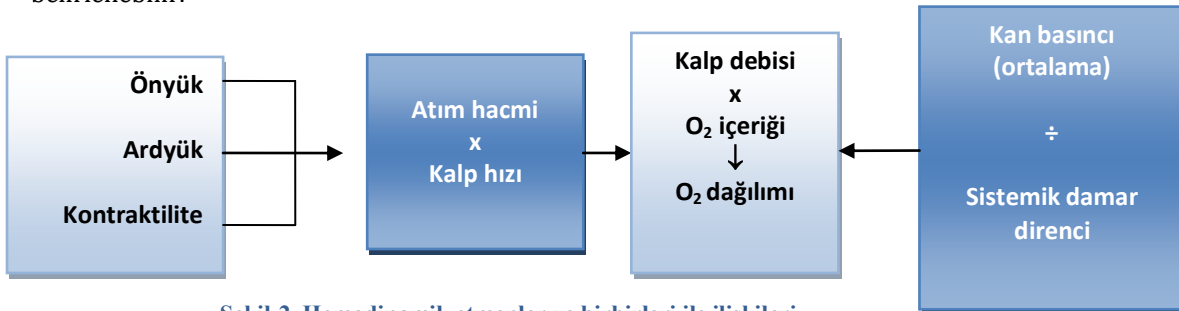 Önyük
Ardyük
Kontraktilite
Atım hacmi
x
Kalp hızı
Kalp debisi
x
O₂ içeriği
↓
O₂ dağılımı
Kan basıncı
(ortalama)
÷
Sistemik damar
direnci